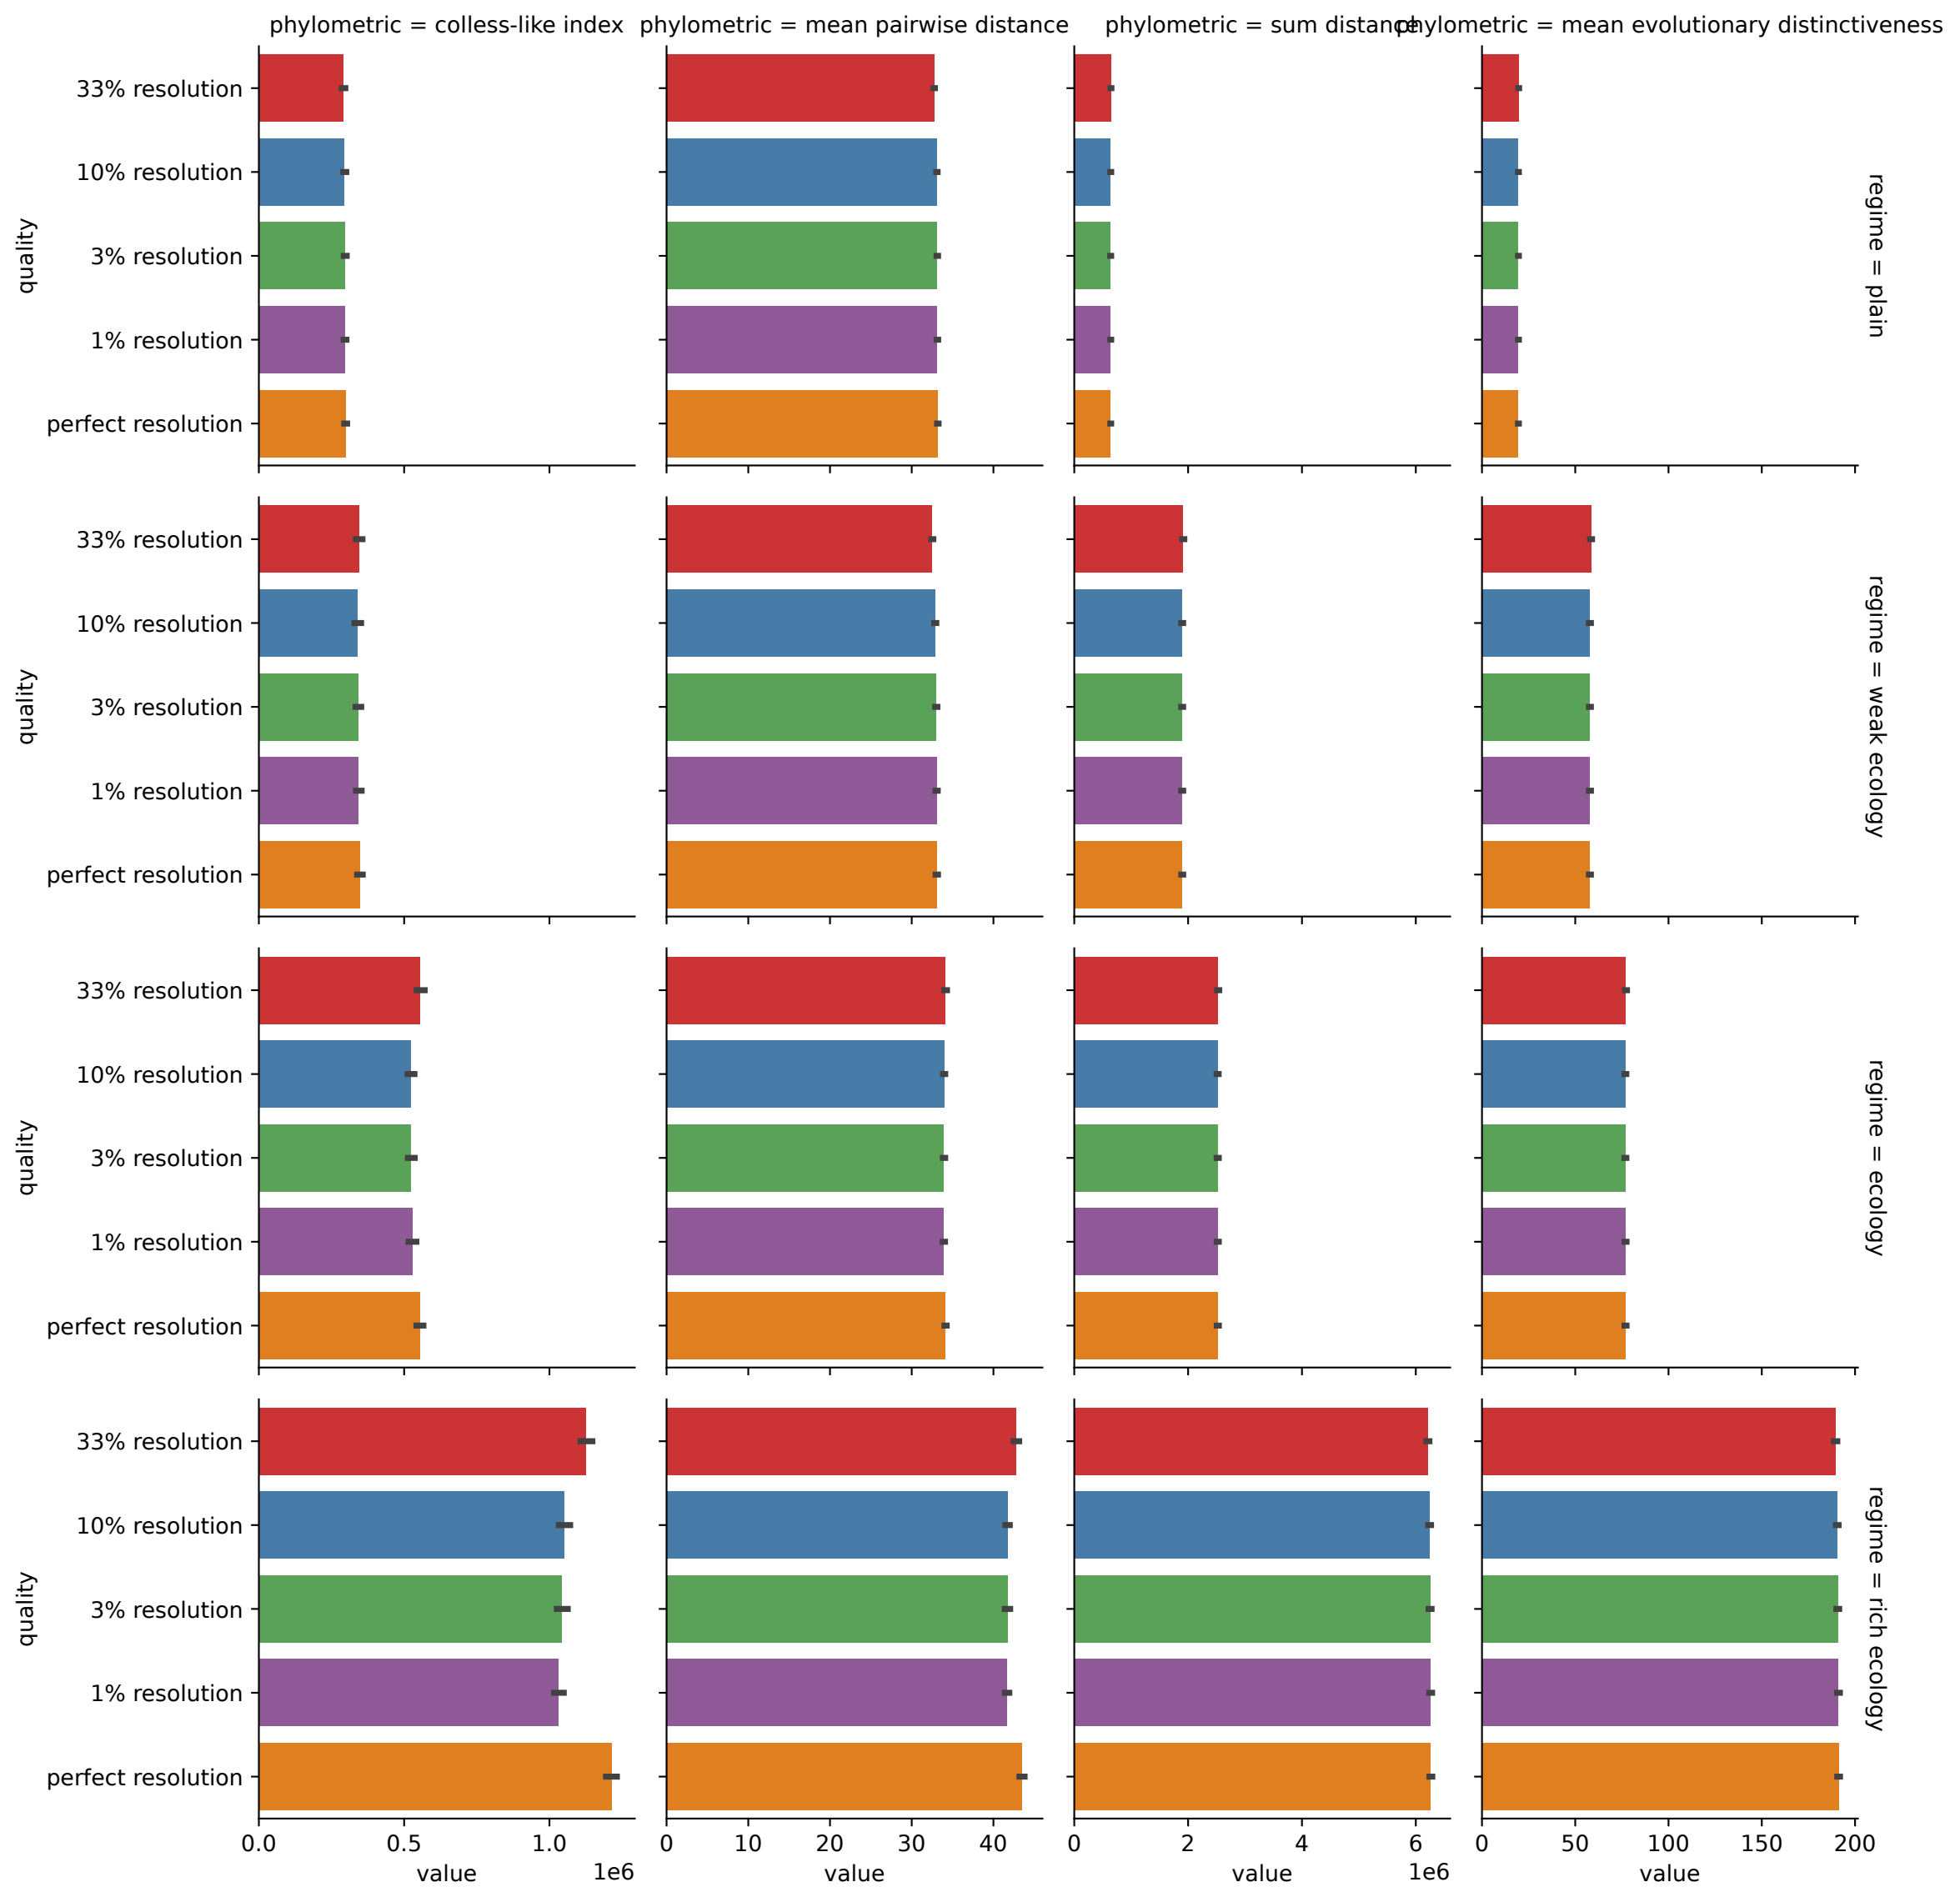 phylometric = colless-like index
phylometric = mean pairwise distance
phylometric = sum distance
phylometric = mean evolutionary distinctiveness
quality
33% resolution
10% resolution
3% resolution
1% resolution
perfect resolution
regime = plain
quality
33% resolution
10% resolution
3% resolution
1% resolution
perfect resolution
regime = weak ecology
quality
33% resolution
10% resolution
3% resolution
1% resolution
perfect resolution
regime = ecology
quality
33% resolution
10% resolution
3% resolution
1% resolution
perfect resolution
regime = rich ecology
0.0 0.5 1.0
1e6
value
0 10 20 30 40
value
0 2 4 6
1e6
value
0 50 100 150 200
value